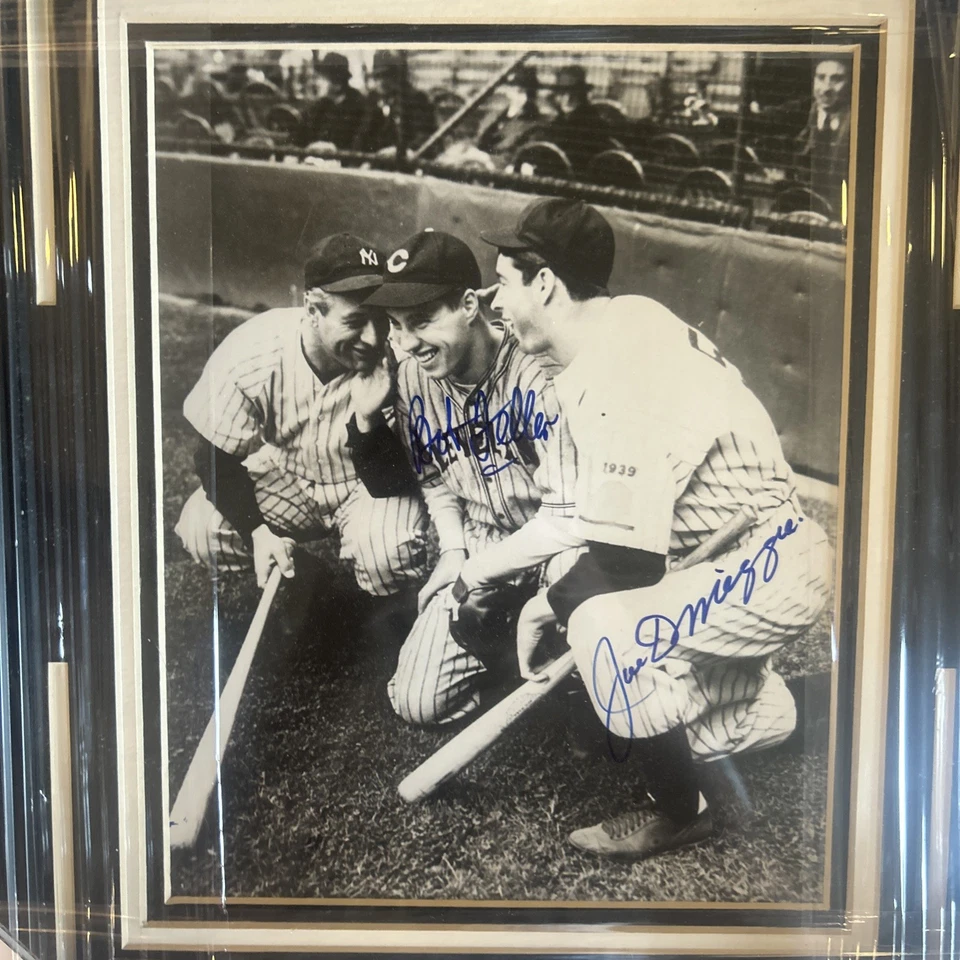 NY
C
Bob Feller
1939
Joe DiMaggio